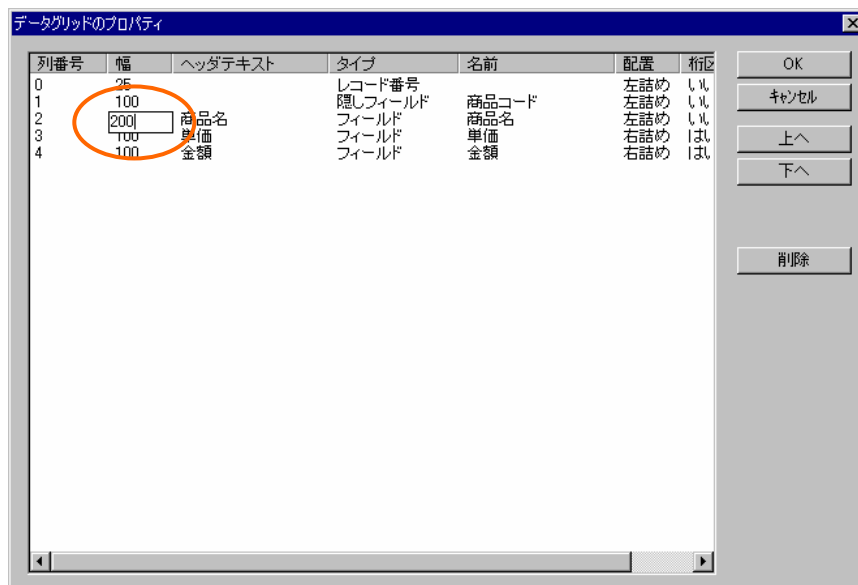 データグリッドのプロパティ
列番号 幅 ヘッダテキスト タイプ 名前 配置 桁区
0 25 レコード番号 左詰め いい
1 100 隠しフィールド 商品コード 左詰め いい
2 200 商品名 フィールド 商品名 左詰め いい
3 100 単価 フィールド 単価 右詰め はい
4 100 金額 フィールド 金額 右詰め はい
OK
キャンセル
上へ
下へ
削除